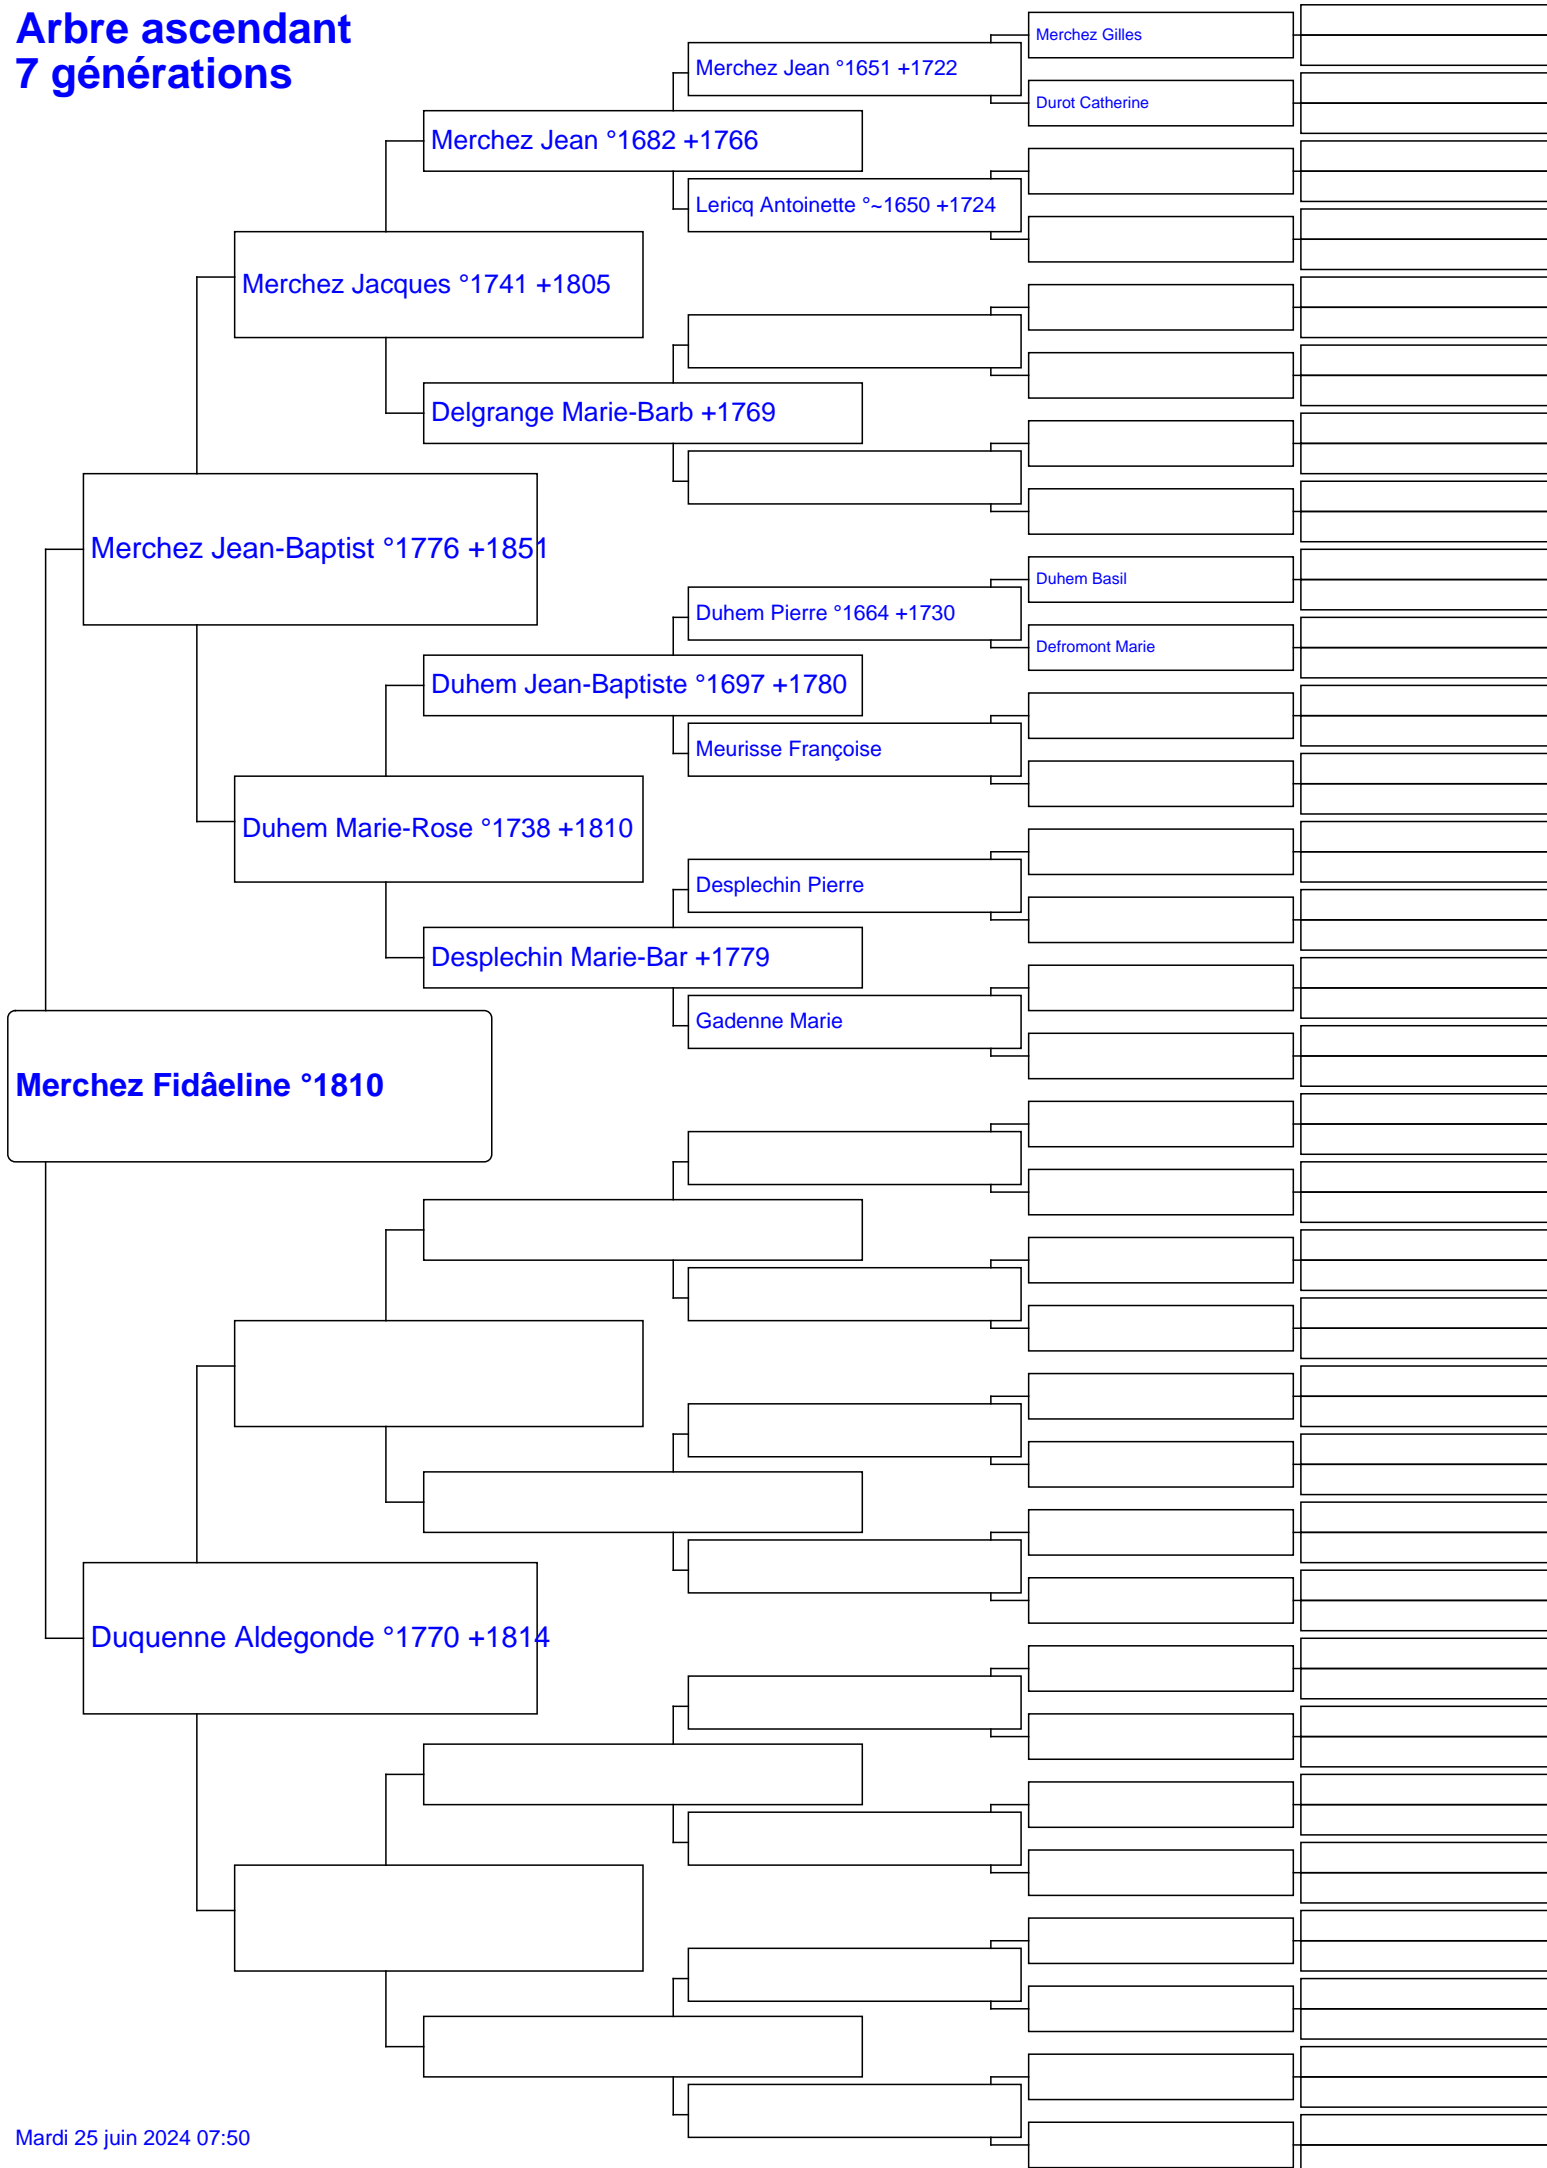 Arbre ascendant
7 générations
Merchez Gilles
Merchez Jean °1651 +1722
Durot Catherine
Merchez Jean °1682 +1766
Lericq Antoinette °~1650 +1724
Merchez Jacques °1741 +1805
Delgrange Marie-Barb +1769
Merchez Jean-Baptist °1776 +1851
Duhem Basil
Duhem Pierre °1664 +1730
Defromont Marie
Duhem Jean-Baptiste °1697 +1780
Meurisse Françoise
Duhem Marie-Rose °1738 +1810
Desplechin Pierre
Desplechin Marie-Bar +1779
Gadenne Marie
Merchez Fidâeline °1810
Duquenne Aldegonde °1770 +1814
Mardi 25 juin 2024 07:50